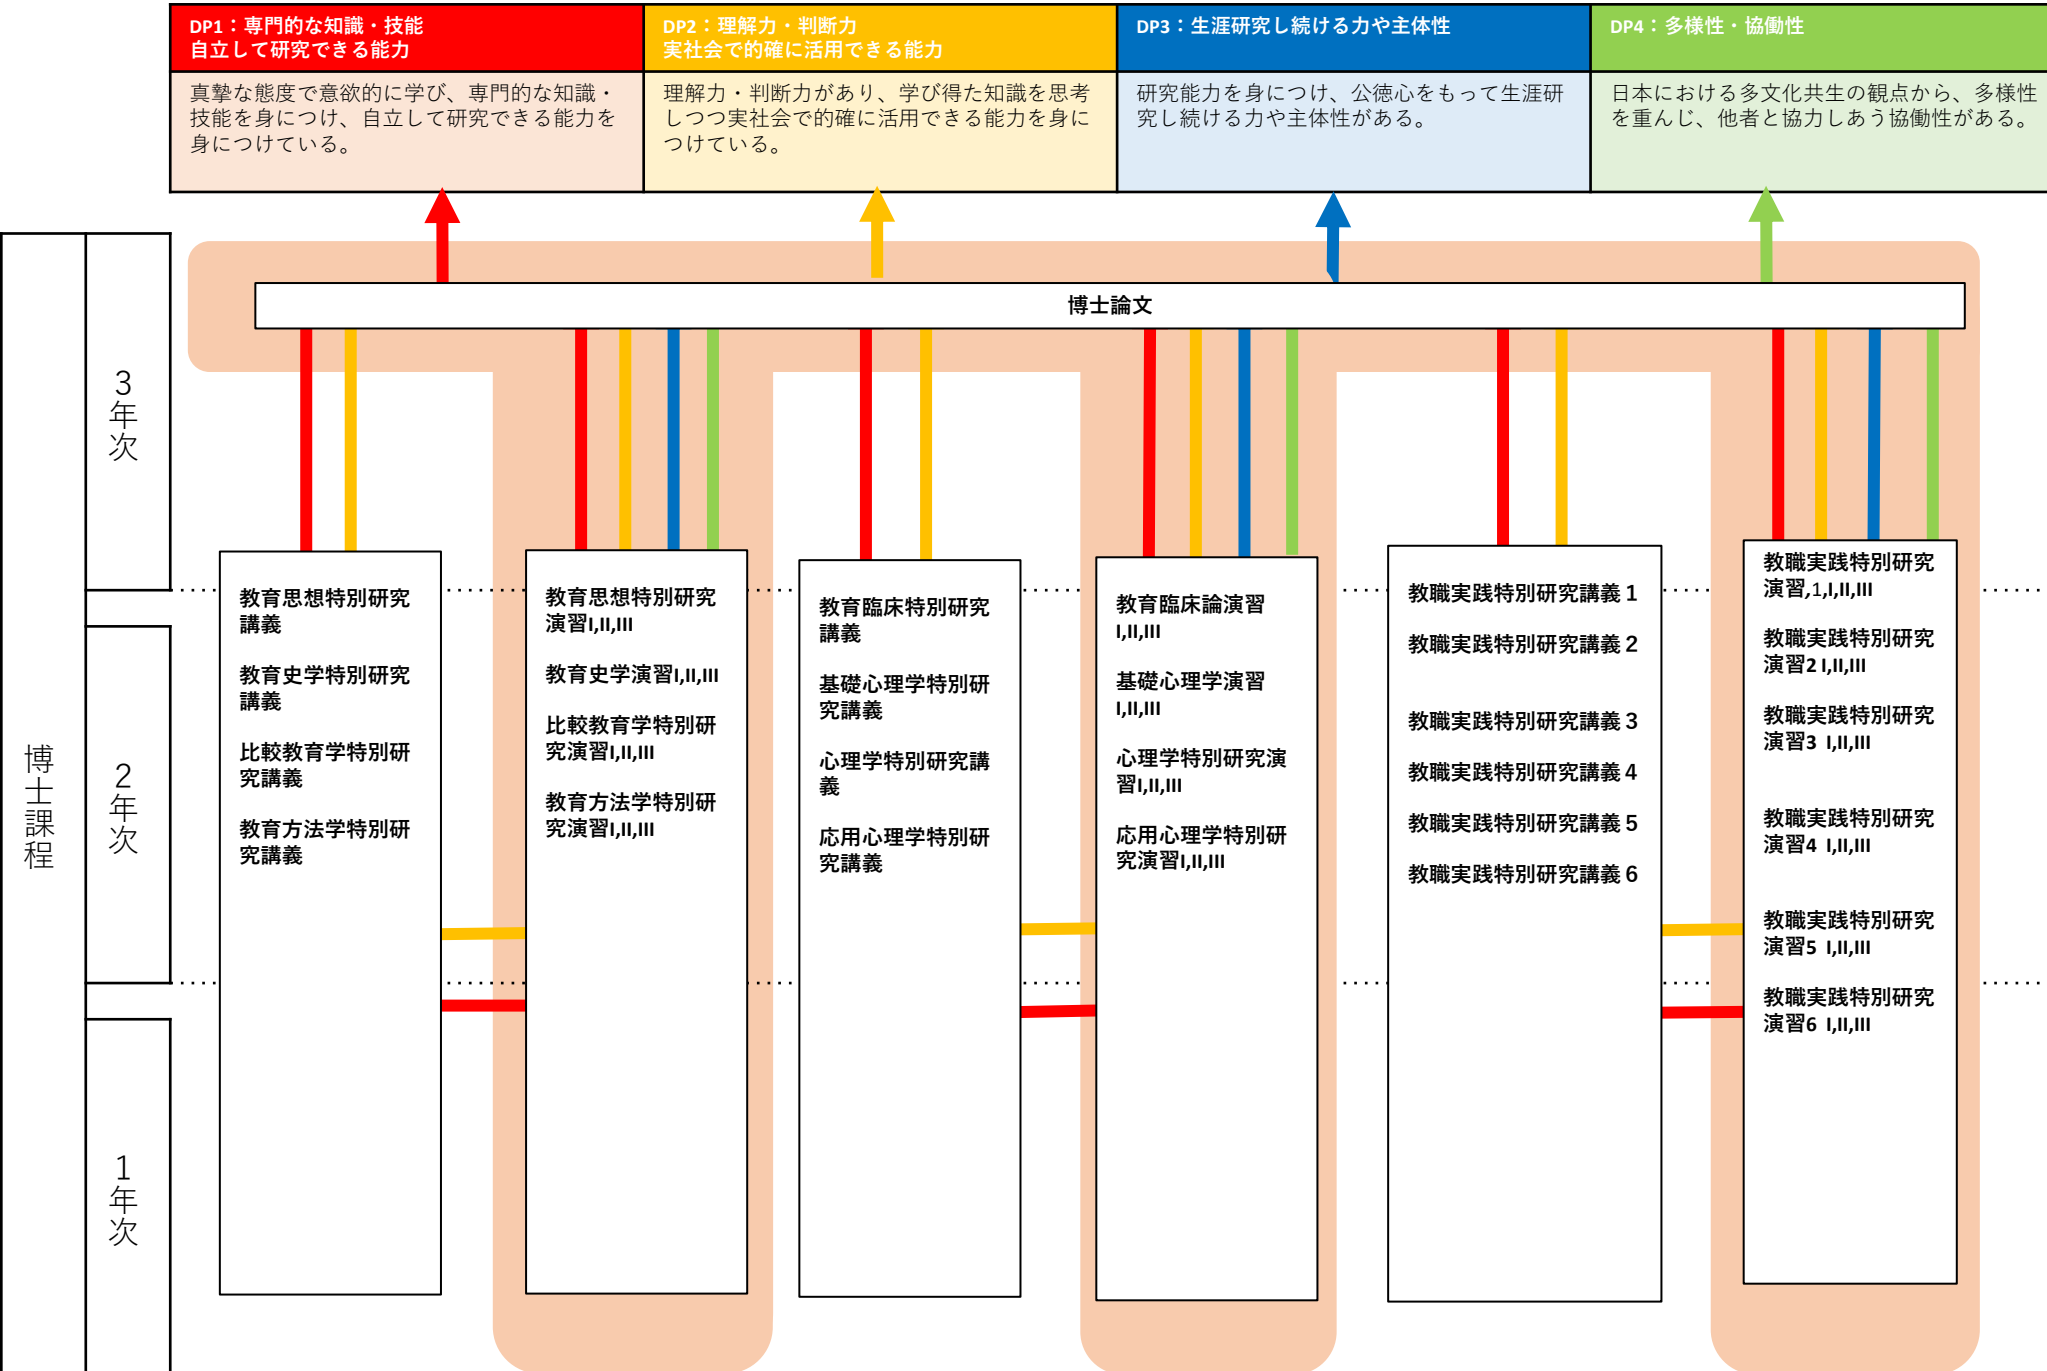 DP1：専門的な知識・技能
自立して研究できる能力
DP2：理解力・判断力
実社会で的確に活用できる能力
DP3：生涯研究し続ける力や主体性
DP4：多様性・協働性
真摯な態度で意欲的に学び、専門的な知識・
技能を身につけ、自立して研究できる能力を
身につけている。
理解力・判断力があり、学び得た知識を思考
しつつ実社会で的確に活用できる能力を身に
つけている。
研究能力を身につけ、公徳心をもって生涯研
究し続ける力や主体性がある。
日本における多文化共生の観点から、多様性
を重んじ、他者と協力しあう協働性がある。
博士論文
博士課程
3年次
2年次
1年次
教育思想特別研究
講義
教育史学特別研究
講義
比較教育学特別研
究講義
教育方法学特別研
究講義
教育思想特別研究
演習I,II,III
教育史学演習I,II,III
比較教育学特別研
究演習I,II,III
教育方法学特別研
究演習I,II,III
教育臨床特別研究
講義
基礎心理学特別研
究講義
心理学特別研究講
義
応用心理学特別研
究講義
教育臨床論演習
I,II,III
基礎心理学演習
I,II,III
心理学特別研究演
習I,II,III
応用心理学特別研
究演習I,II,III
教職実践特別研究講義 1
教職実践特別研究講義 2
教職実践特別研究講義 3
教職実践特別研究講義 4
教職実践特別研究講義 5
教職実践特別研究講義 6
教職実践特別研究
演習,1,I,II,III
教職実践特別研究
演習2 I,II,III
教職実践特別研究
演習3 I,II,III
教職実践特別研究
演習4 I,II,III
教職実践特別研究
演習5 I,II,III
教職実践特別研究
演習6 I,II,III